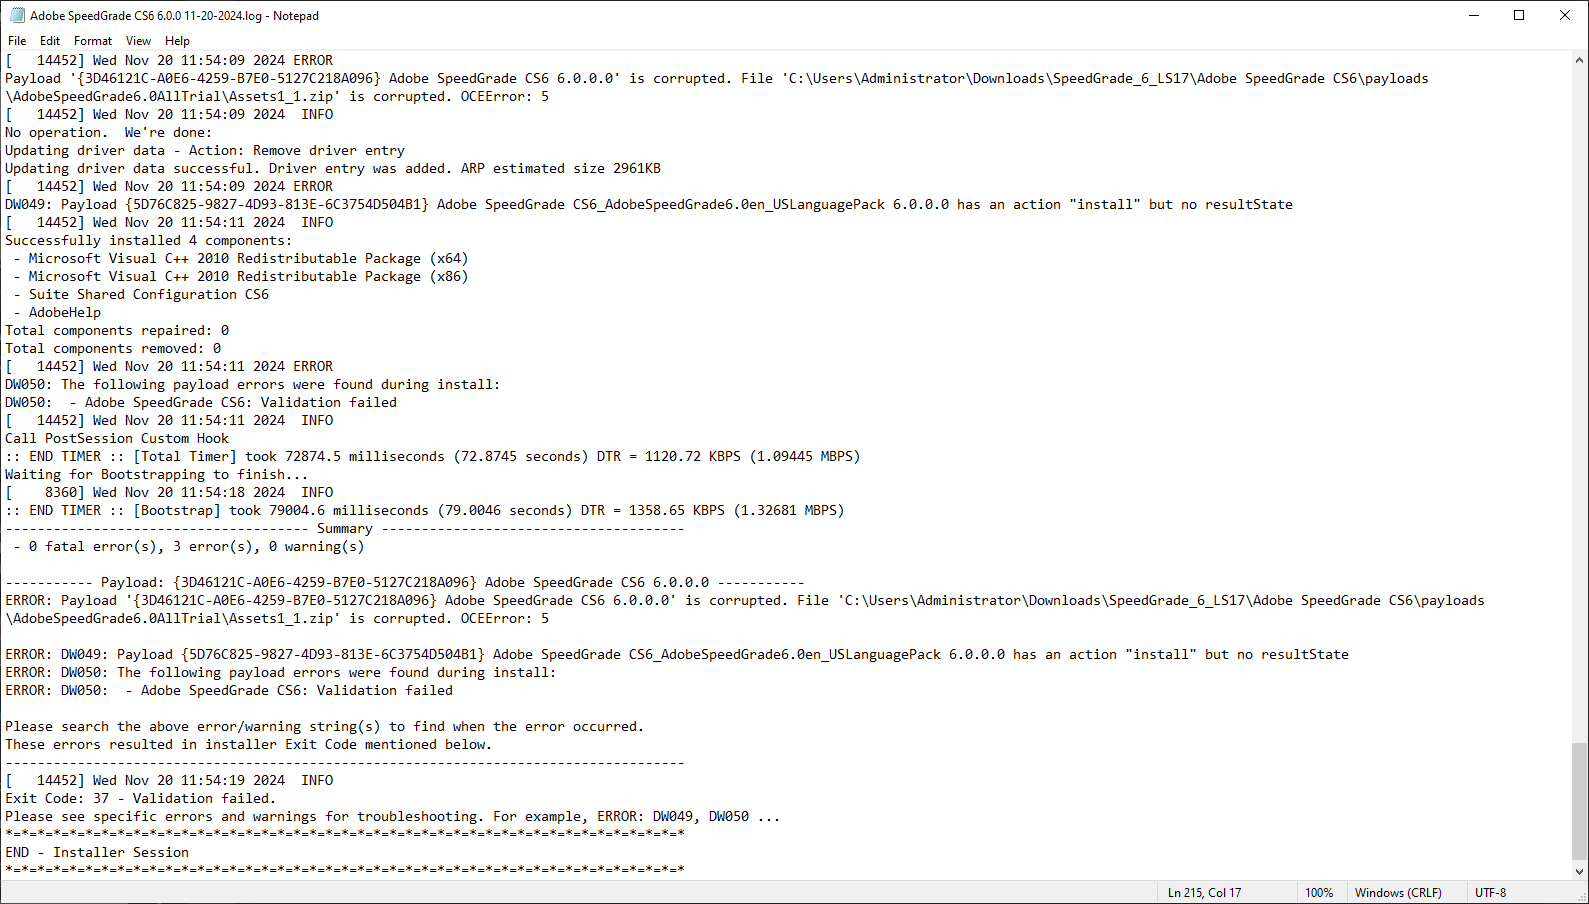 Adobe SpeedGrade CS6 6.0.0 11-20-2024.log - Notepad
File Edit Format View Help
[   14452] Wed Nov 20 11:54:09 2024 ERROR
Payload '{3D46121C-A0E6-4259-B7E0-5127C218A096} Adobe SpeedGrade CS6 6.0.0.0' is corrupted. File 'C:\Users\Administrator\Downloads\SpeedGrade_6_LS17\Adobe SpeedGrade CS6\payloads
\AdobeSpeedGrade6.0AllTrial\Assets1_1.zip' is corrupted. OCEError: 5
[   14452] Wed Nov 20 11:54:09 2024  INFO
No operation.  We're done:
Updating driver data - Action: Remove driver entry
Updating driver data successful. Driver entry was added. ARP estimated size 2961KB
[   14452] Wed Nov 20 11:54:09 2024 ERROR
DW049: Payload {5D76C825-9827-4D93-813E-6C3754D504B1} Adobe SpeedGrade CS6_AdobeSpeedGrade6.0en_USLanguagePack 6.0.0.0 has an action "install" but no resultState
[   14452] Wed Nov 20 11:54:11 2024  INFO
Successfully installed 4 components:
 - Microsoft Visual C++ 2010 Redistributable Package (x64)
 - Microsoft Visual C++ 2010 Redistributable Package (x86)
 - Suite Shared Configuration CS6
 - AdobeHelp
Total components repaired: 0
Total components removed: 0
[   14452] Wed Nov 20 11:54:11 2024 ERROR
DW050: The following payload errors were found during install:
DW050:  - Adobe SpeedGrade CS6: Validation failed
[   14452] Wed Nov 20 11:54:11 2024  INFO
Call PostSession Custom Hook
:: END TIMER :: [Total Timer] took 72874.5 milliseconds (72.8745 seconds) DTR = 1120.72 KBPS (1.09445 MBPS)
Waiting for Bootstrapping to finish...
[    8360] Wed Nov 20 11:54:18 2024  INFO
:: END TIMER :: [Bootstrap] took 79004.6 milliseconds (79.0046 seconds) DTR = 1358.65 KBPS (1.32681 MBPS)
-------------------------------------- Summary --------------------------------------
 - 0 fatal error(s), 3 error(s), 0 warning(s)
----------- Payload: {3D46121C-A0E6-4259-B7E0-5127C218A096} Adobe SpeedGrade CS6 6.0.0.0 -----------
ERROR: Payload '{3D46121C-A0E6-4259-B7E0-5127C218A096} Adobe SpeedGrade CS6 6.0.0.0' is corrupted. File 'C:\Users\Administrator\Downloads\SpeedGrade_6_LS17\Adobe SpeedGrade CS6\payloads
\AdobeSpeedGrade6.0AllTrial\Assets1_1.zip' is corrupted. OCEError: 5
ERROR: DW049: Payload {5D76C825-9827-4D93-813E-6C3754D504B1} Adobe SpeedGrade CS6_AdobeSpeedGrade6.0en_USLanguagePack 6.0.0.0 has an action "install" but no resultState
ERROR: DW050: The following payload errors were found during install:
ERROR: DW050:  - Adobe SpeedGrade CS6: Validation failed
Please search the above error/warning string(s) to find when the error occurred.
These errors resulted in installer Exit Code mentioned below.
-------------------------------------------------------------------------------------
[   14452] Wed Nov 20 11:54:19 2024  INFO
Exit Code: 37 - Validation failed.
Please see specific errors and warnings for troubleshooting. For example, ERROR: DW049, DW050 ...
*=*=*=*=*=*=*=*=*=*=*=*=*=*=*=*=*=*=*=*=*=*=*=*=*=*=*=*=*=*=*=*=*=*=*=*=*=*=*=*=*=*=*
END - Installer Session
*=*=*=*=*=*=*=*=*=*=*=*=*=*=*=*=*=*=*=*=*=*=*=*=*=*=*=*=*=*=*=*=*=*=*=*=*=*=*=*=*=*=*
Ln 215, Col 17 100% Windows (CRLF) UTF-8